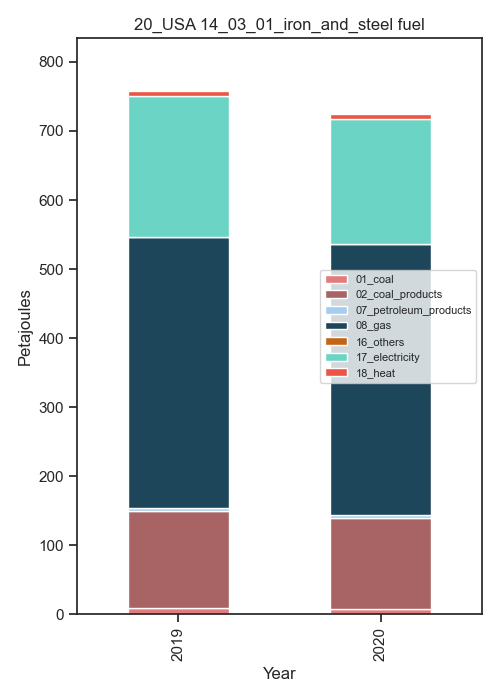 20_USA 14_03_01_iron_and_steel fuel
Petajoules
800
700
600
500
400
300
200
100
0
01_coal
02_coal_products
07_petroleum_products
08_gas
16_others
17_electricity
18_heat
2019
2020
Year